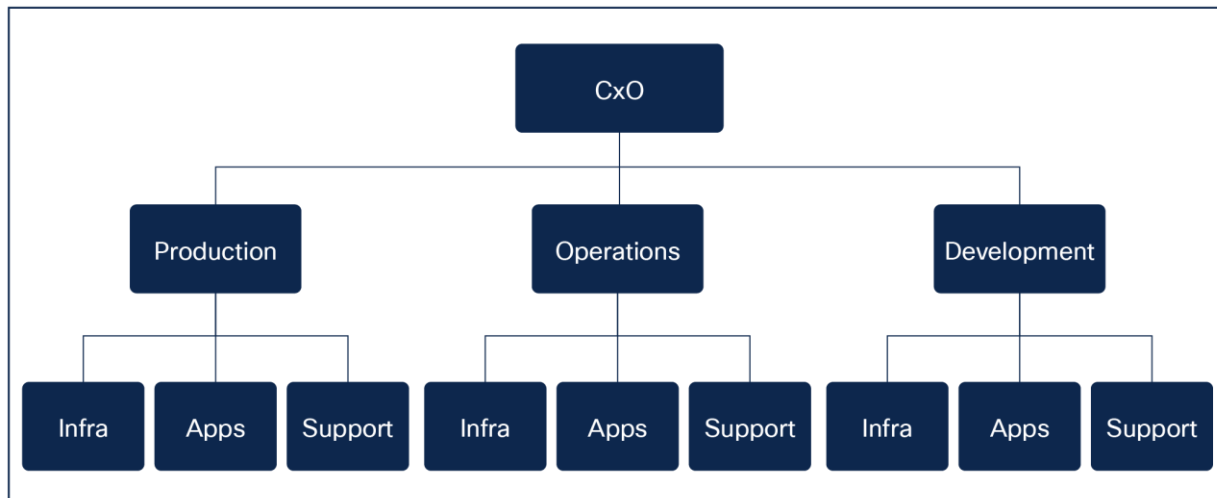 CxO
Production
Operations
Development
Infra
Apps
Support
Infra
Apps
Support
Infra
Apps
Support